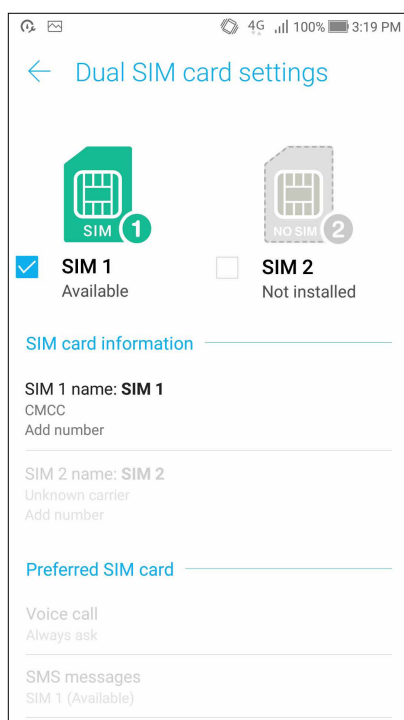 4G 100% 3:19 PM
Dual SIM card settings
SIM 1 NO SIM 2
SIM 1 SIM 2
Available Not installed
SIM card information
SIM 1 name: SIM 1
CMCC
Add number
SIM 2 name: SIM 2
Unknown carrier
Add number
Preferred SIM card
Voice call
Always ask
SMS messages
SIM 1 (Available)